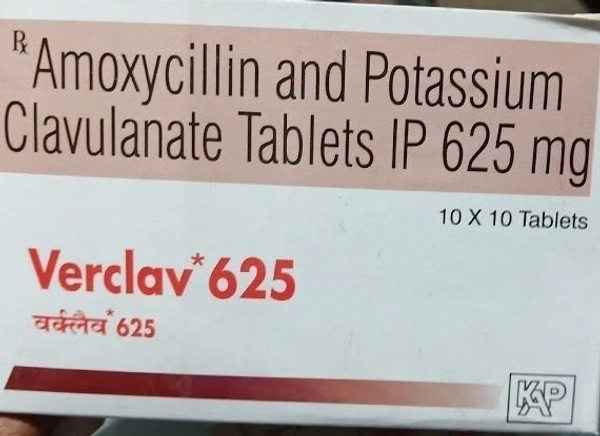 ℞ Amoxycillin and Potassium
Clavulanate Tablets IP 625 mg
10 X 10 Tablets
Verclav* 625
वर्क्लैव* 625
KAP